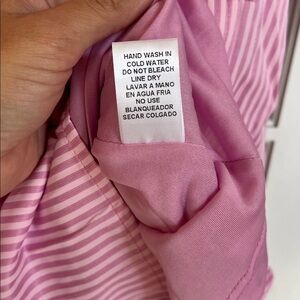 HAND WASH IN
COLD WATER
DO NOT BLEACH
LINE DRY
LAVAR A MANO
EN AGUA FRIA
NO USE
BLANQUEADOR
SECAR COLGADO